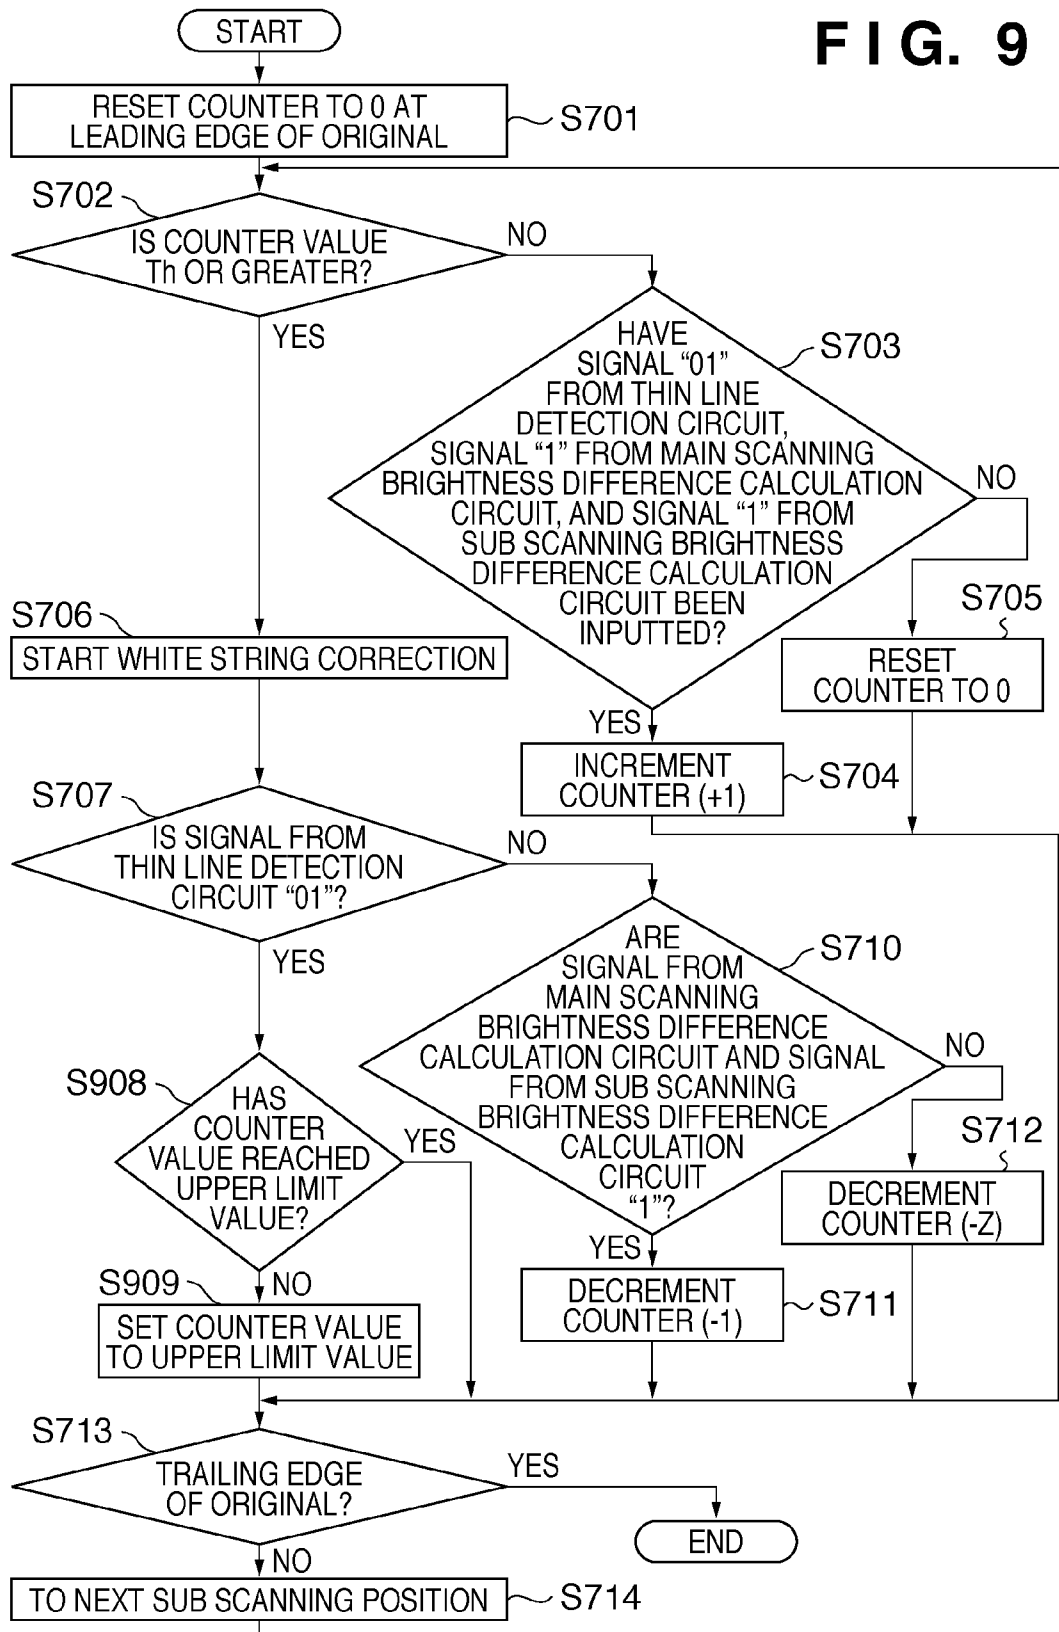 FIG. 9
START
RESET COUNTER TO 0 AT
LEADING EDGE OF ORIGINAL
S701
S702
IS COUNTER VALUE
Th OR GREATER?
NO
YES
HAVE
SIGNAL “01”
FROM THIN LINE
DETECTION CIRCUIT,
SIGNAL “1” FROM MAIN SCANNING
BRIGHTNESS DIFFERENCE CALCULATION
CIRCUIT, AND SIGNAL “1” FROM
SUB SCANNING BRIGHTNESS
DIFFERENCE CALCULATION
CIRCUIT BEEN
INPUTTED?
S703
NO
YES
S705
RESET
COUNTER TO 0
S706
START WHITE STRING CORRECTION
INCREMENT
COUNTER (+1)
S704
S707
IS SIGNAL FROM
THIN LINE DETECTION
CIRCUIT “01”?
NO
YES
ARE
SIGNAL FROM
MAIN SCANNING
BRIGHTNESS DIFFERENCE
CALCULATION CIRCUIT AND SIGNAL
FROM SUB SCANNING
BRIGHTNESS DIFFERENCE
CALCULATION
CIRCUIT
“1”?
S710
NO
YES
S712
DECREMENT
COUNTER (-Z)
S908
HAS
COUNTER
VALUE REACHED
UPPER LIMIT
VALUE?
YES
NO
S909
SET COUNTER VALUE
TO UPPER LIMIT VALUE
DECREMENT
COUNTER (-1)
S711
S713
TRAILING EDGE
OF ORIGINAL?
YES
END
NO
TO NEXT SUB SCANNING POSITION
S714